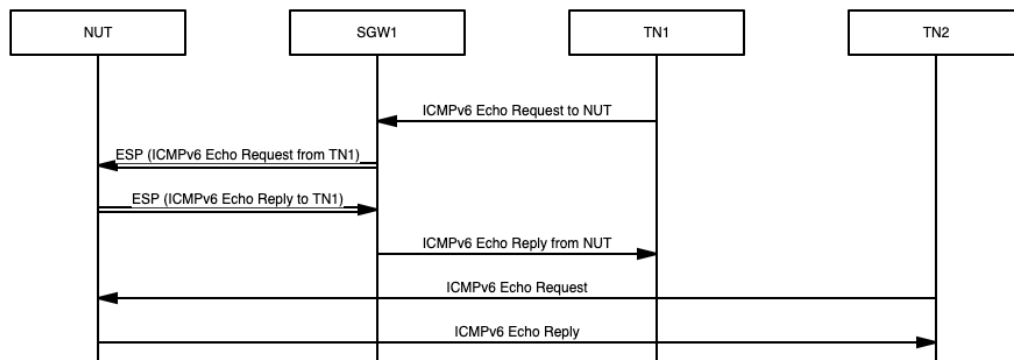 NUT
SGW1
TN1
TN2
ICMPv6 Echo Request to NUT
ESP (ICMPv6 Echo Request from TN1)
ESP (ICMPv6 Echo Reply to TN1)
ICMPv6 Echo Reply from NUT
ICMPv6 Echo Request
ICMPv6 Echo Reply